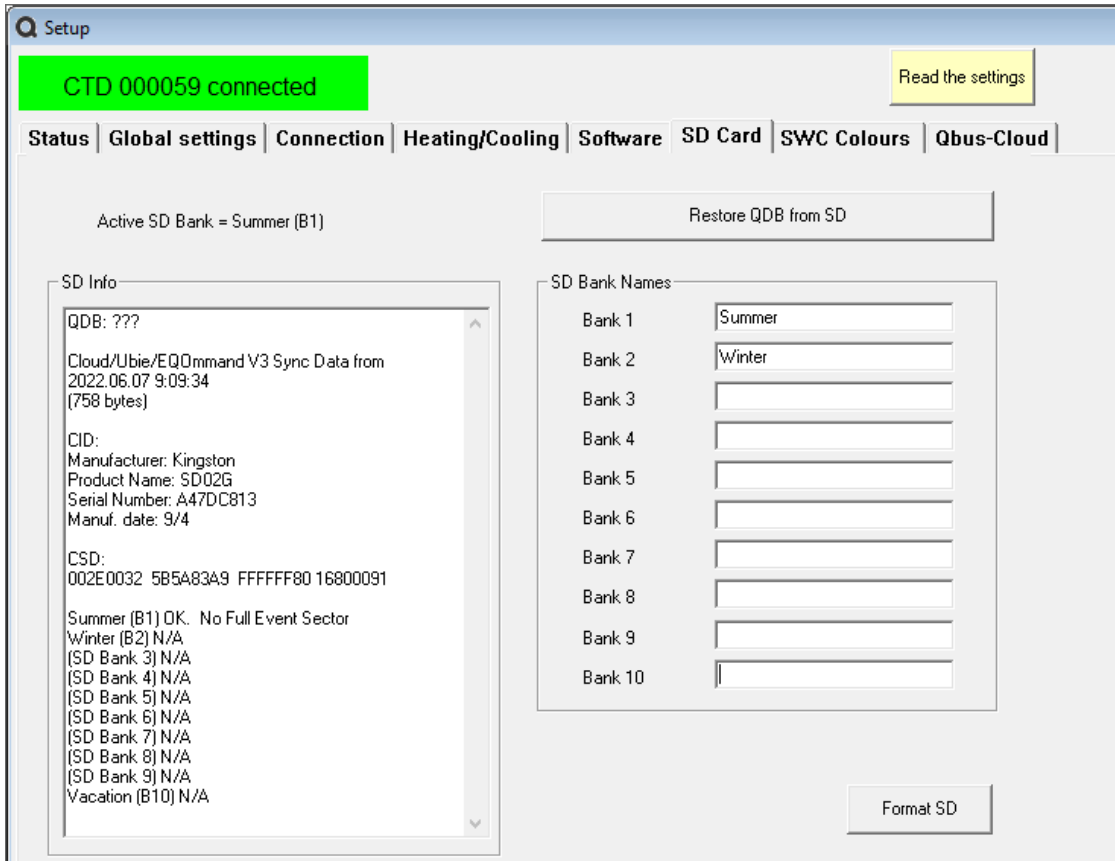 Setup
CTD 000059 connected
Read the settings
Status Global settings Connection Heating/Cooling Software SD Card SWC Colours Qbus-Cloud
Active SD Bank = Summer (B1)
Restore QDB from SD
SD Info
QDB: ???
Cloud/Ubie/EQOmmand V3 Sync Data from
2022.06.07 9:09:34
(758 bytes)
CID:
Manufacturer: Kingston
Product Name: SD02G
Serial Number: A47DC813
Manuf. date: 9/4
CSD:
002E0032 5B5A83A9 FFFFFF80 16800091
Summer (B1) OK. No Full Event Sector
Winter (B2) N/A
(SD Bank 3) N/A
(SD Bank 4) N/A
(SD Bank 5) N/A
(SD Bank 6) N/A
(SD Bank 7) N/A
(SD Bank 8) N/A
(SD Bank 9) N/A
Vacation (B10) N/A
SD Bank Names
Bank 1 Summer
Bank 2 Winter
Bank 3
Bank 4
Bank 5
Bank 6
Bank 7
Bank 8
Bank 9
Bank 10
Format SD